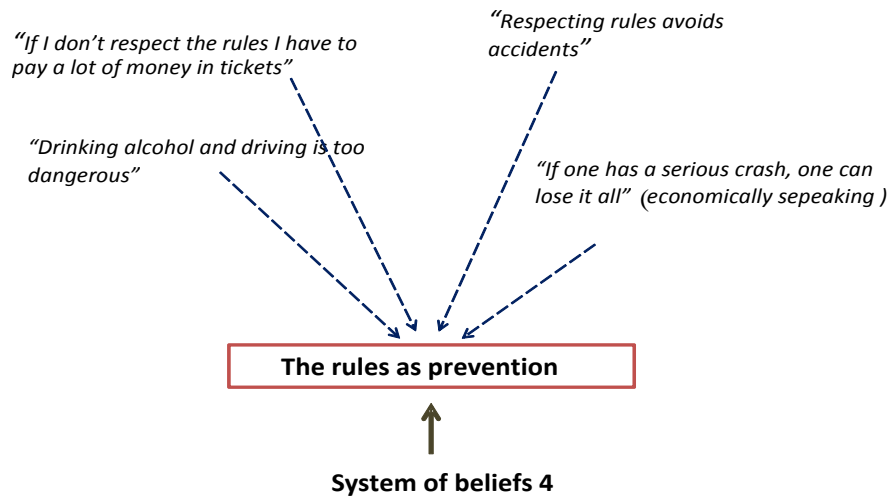 “If I don’t respect the rules I have to
pay a lot of money in tickets”
“Respecting rules avoids
accidents”
“Drinking alcohol and driving is too
dangerous”
“If one has a serious crash, one can
lose it all” (economically sepeaking )
The rules as prevention
System of beliefs 4